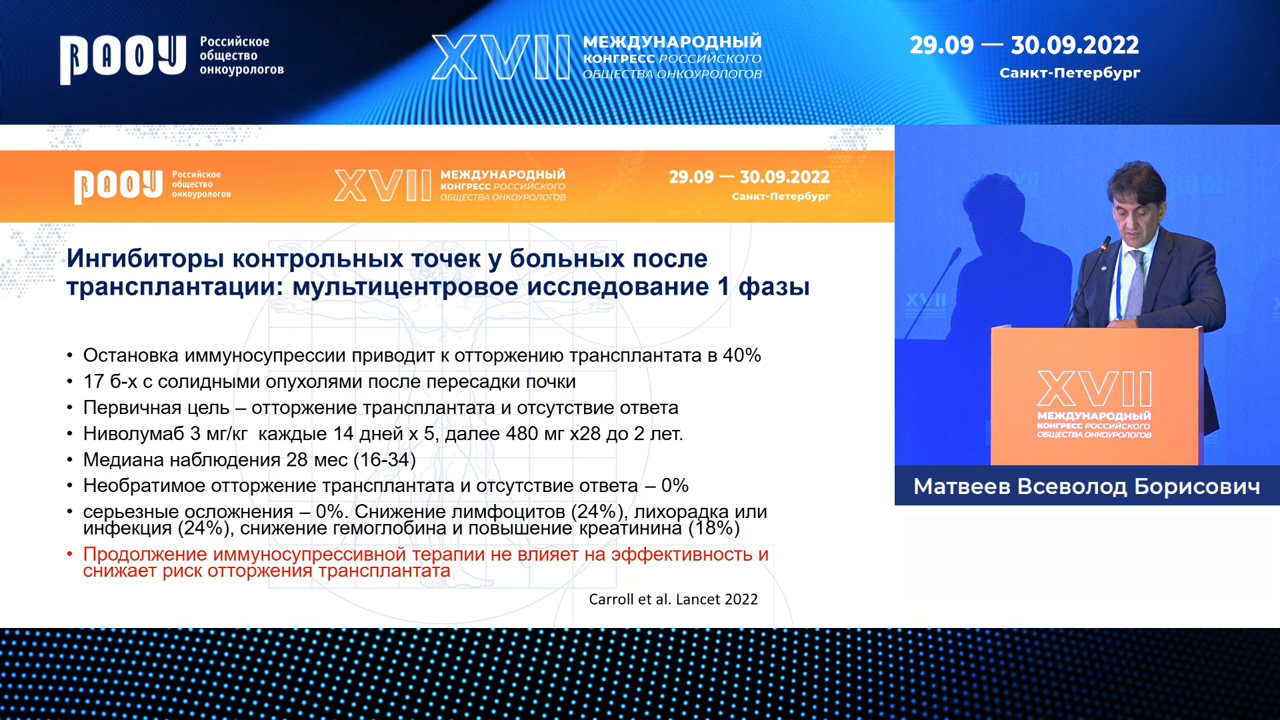 РАОУ
Российское
общество
онкоурологов
XVII
МЕЖДУНАРОДНЫЙ
КОНГРЕСС РОССИЙСКОГО
ОБЩЕСТВА ОНКОУРОЛОГОВ
29.09 — 30.09.2022
Санкт-Петербург
РАОУ
Российское
общество
онкоурологов
XVII
МЕЖДУНАРОДНЫЙ
КОНГРЕСС РОССИЙСКОГО
ОБЩЕСТВА ОНКОУРОЛОГОВ
29.09 — 30.09.2022
Санкт-Петербург
Ингибиторы контрольных точек у больных после
трансплантации: мультицентровое исследование 1 фазы
• Остановка иммуносупрессии приводит к отторжению трансплантата в 40%
• 17 б-х с солидными опухолями после пересадки почки
• Первичная цель – отторжение трансплантата и отсутствие ответа
• Ниволумаб 3 мг/кг каждые 14 дней х 5, далее 480 мг х28 до 2 лет.
• Медиана наблюдения 28 мес (16-34)
• Необратимое отторжение трансплантата и отсутствие ответа – 0%
• серьезные осложнения – 0%. Снижение лимфоцитов (24%), лихорадка или
инфекция (24%), снижение гемоглобина и повышение креатинина (18%)
• Продолжение иммуносупрессивной терапии не влияет на эффективность и
снижает риск отторжения трансплантата
Carroll et al. Lancet 2022
XVII
XVII
МЕЖДУНАРОДНЫЙ
КОНГРЕСС РОССИЙСКОГО
ОБЩЕСТВА ОНКОУРОЛОГОВ
Матвеев Всеволод Борисович